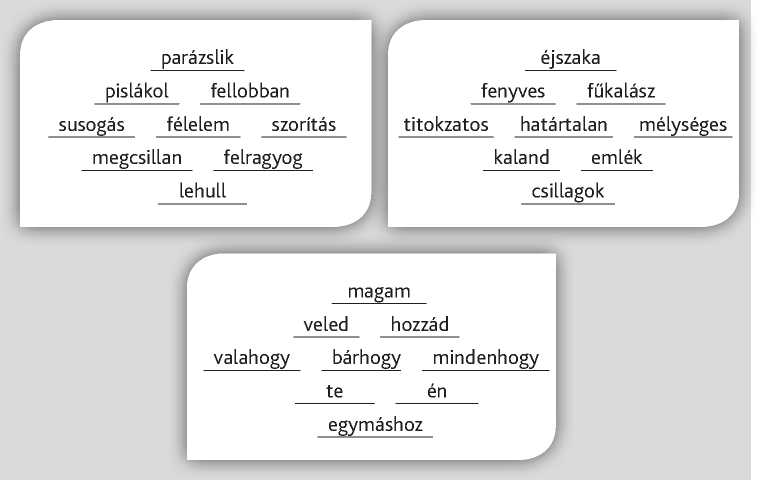 parázslik
pislákol fellobban
susogás félelem szorítás
megcsillan felragyog
lehull
éjszaka
fenyves fűkalász
titokzatos határtalan mélységes
kaland emlék
csillagok
magam
veled hozzád
valahogy bárhogy mindenhogy
te én
egymáshoz